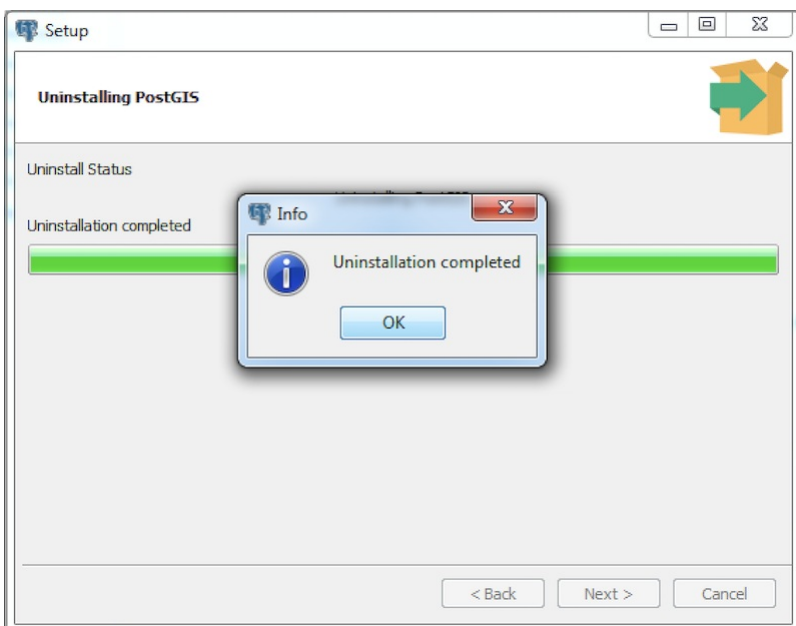 Setup
Uninstalling PostGIS
Uninstall Status
Uninstallation completed
Info
Uninstallation completed
OK
< Back
Next >
Cancel